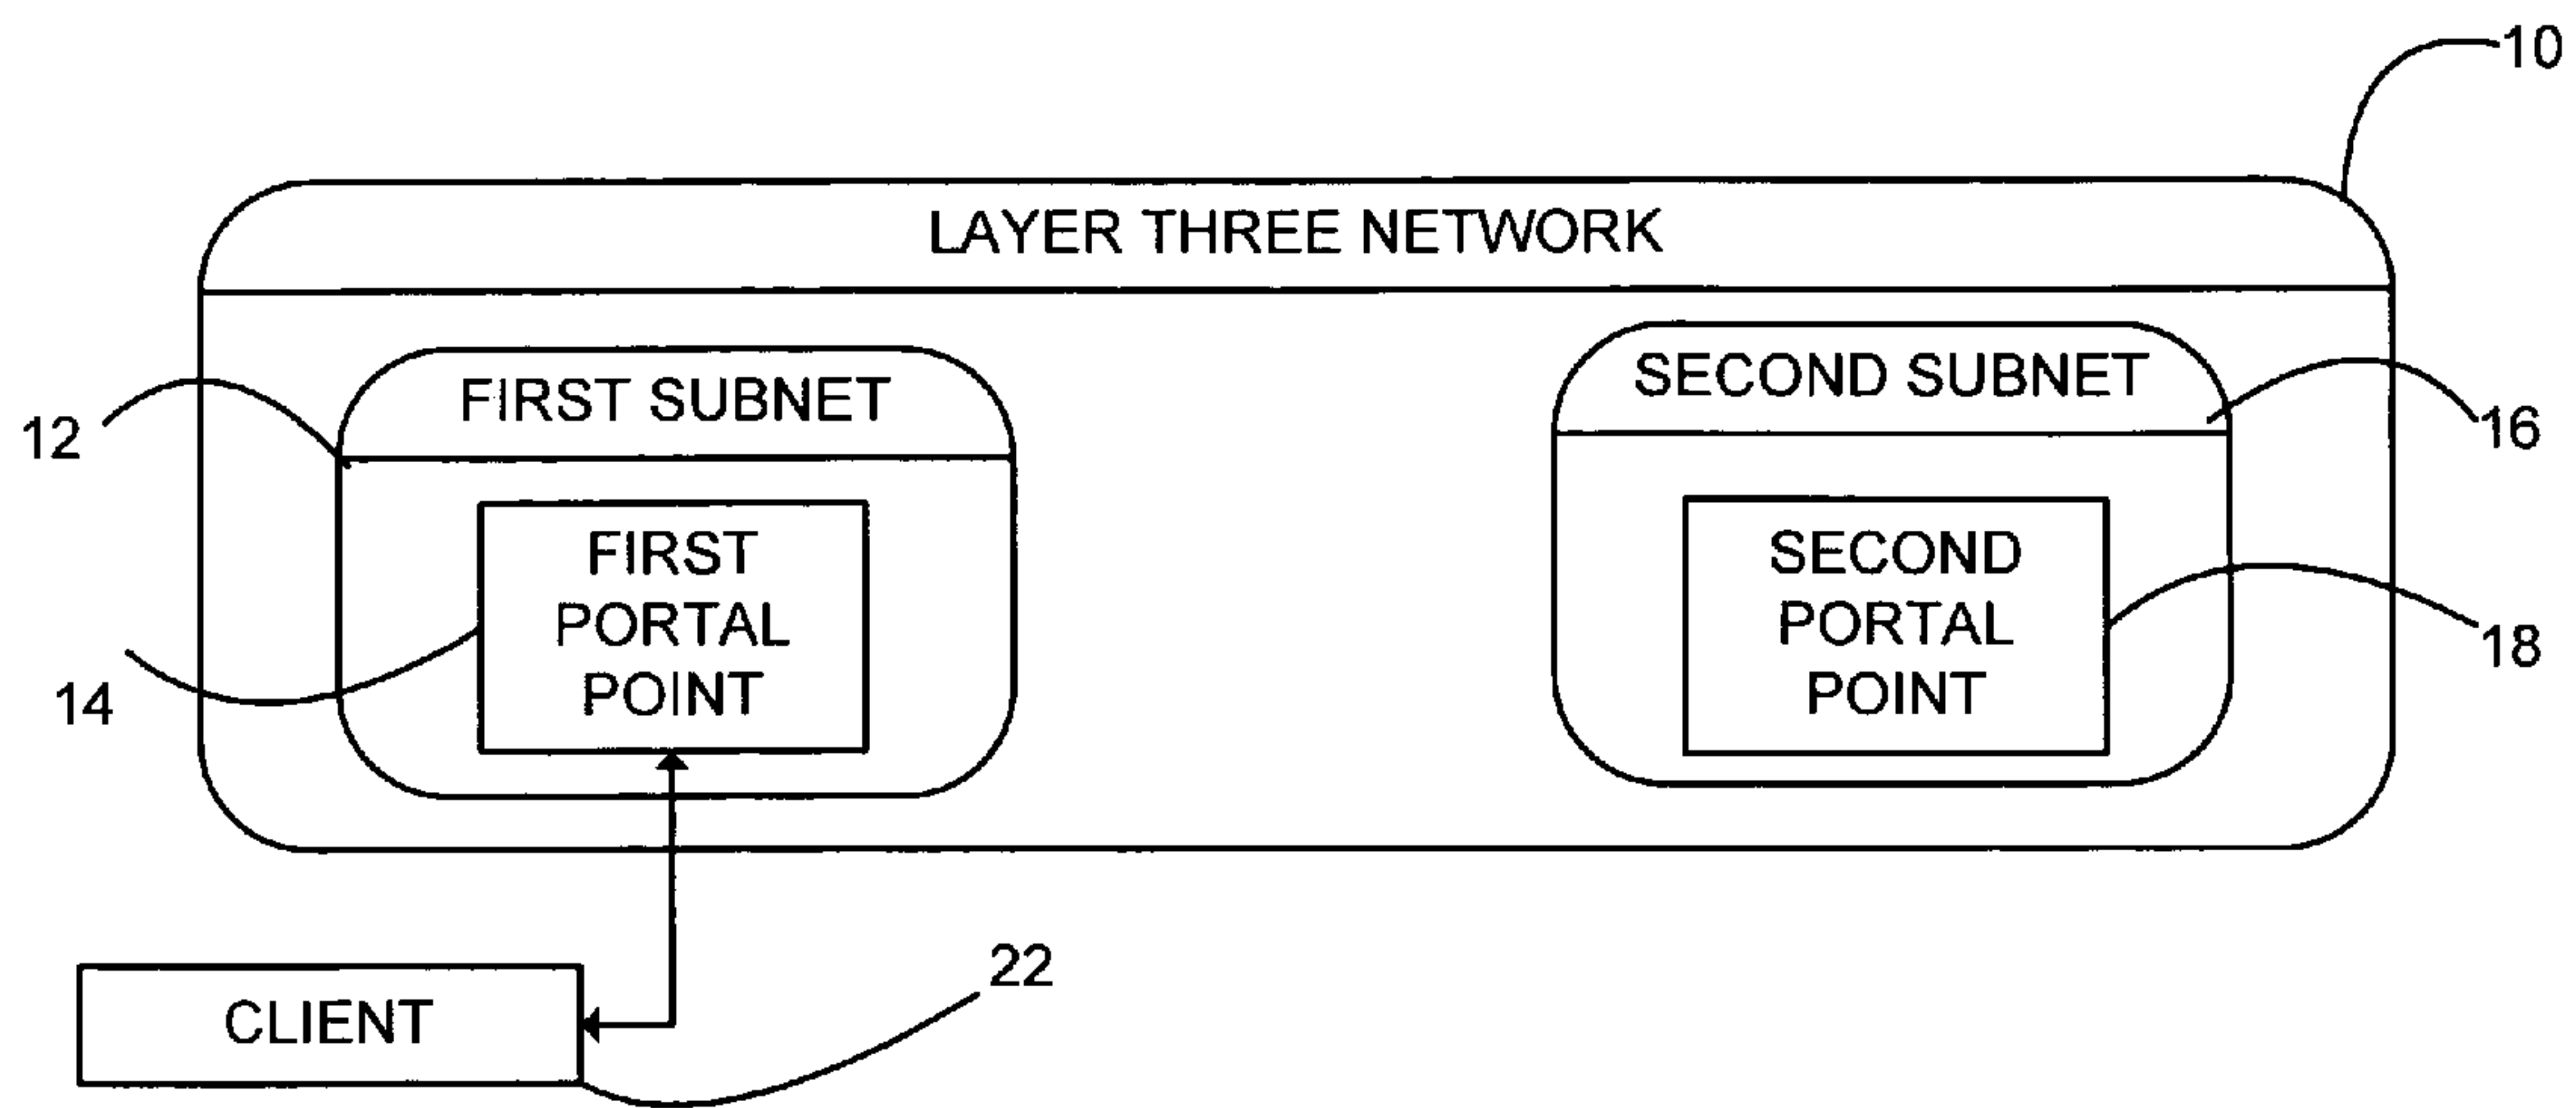 10
LAYER THREE NETWORK
FIRST SUBNET
SECOND SUBNET
12
16
FIRST
PORTAL
POINT
SECOND
PORTAL
POINT
14
18
22
CLIENT